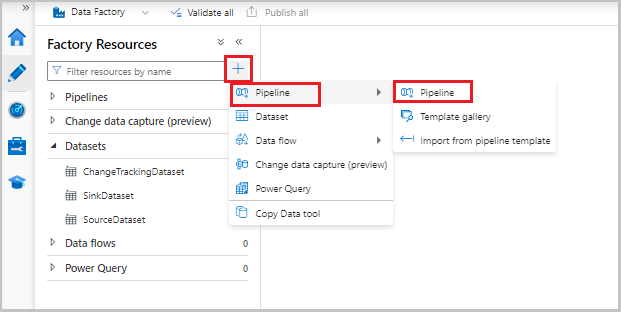 Data Factory
Validate all
Publish all
Factory Resources
Filter resources by name
Pipelines
Change data capture (preview)
Datasets
ChangeTrackingDataset
SinkDataset
SourceDataset
Data flows 0
Power Query 0
Pipeline
Dataset
Data flow
Change data capture (preview)
Power Query
Copy Data tool
Pipeline
Template gallery
Import from pipeline template